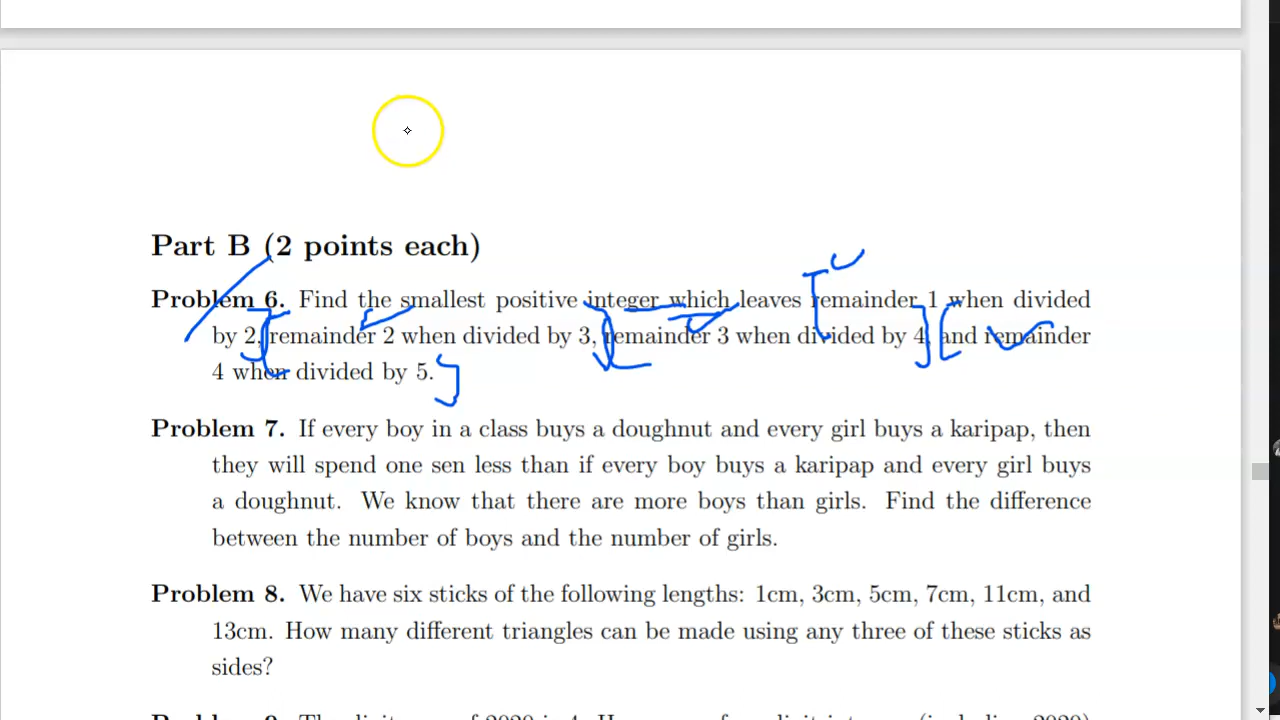 Part B (2 points each)
Problem 6. Find the smallest positive integer which leaves remainder 1 when divided
by 2, remainder 2 when divided by 3, remainder 3 when divided by 4, and remainder
4 when divided by 5.
Problem 7. If every boy in a class buys a doughnut and every girl buys a karipap, then
they will spend one sen less than if every boy buys a karipap and every girl buys
a doughnut. We know that there are more boys than girls. Find the difference
between the number of boys and the number of girls.
Problem 8. We have six sticks of the following lengths: 1cm, 3cm, 5cm, 7cm, 11cm, and
13cm. How many different triangles can be made using any three of these sticks as
sides?